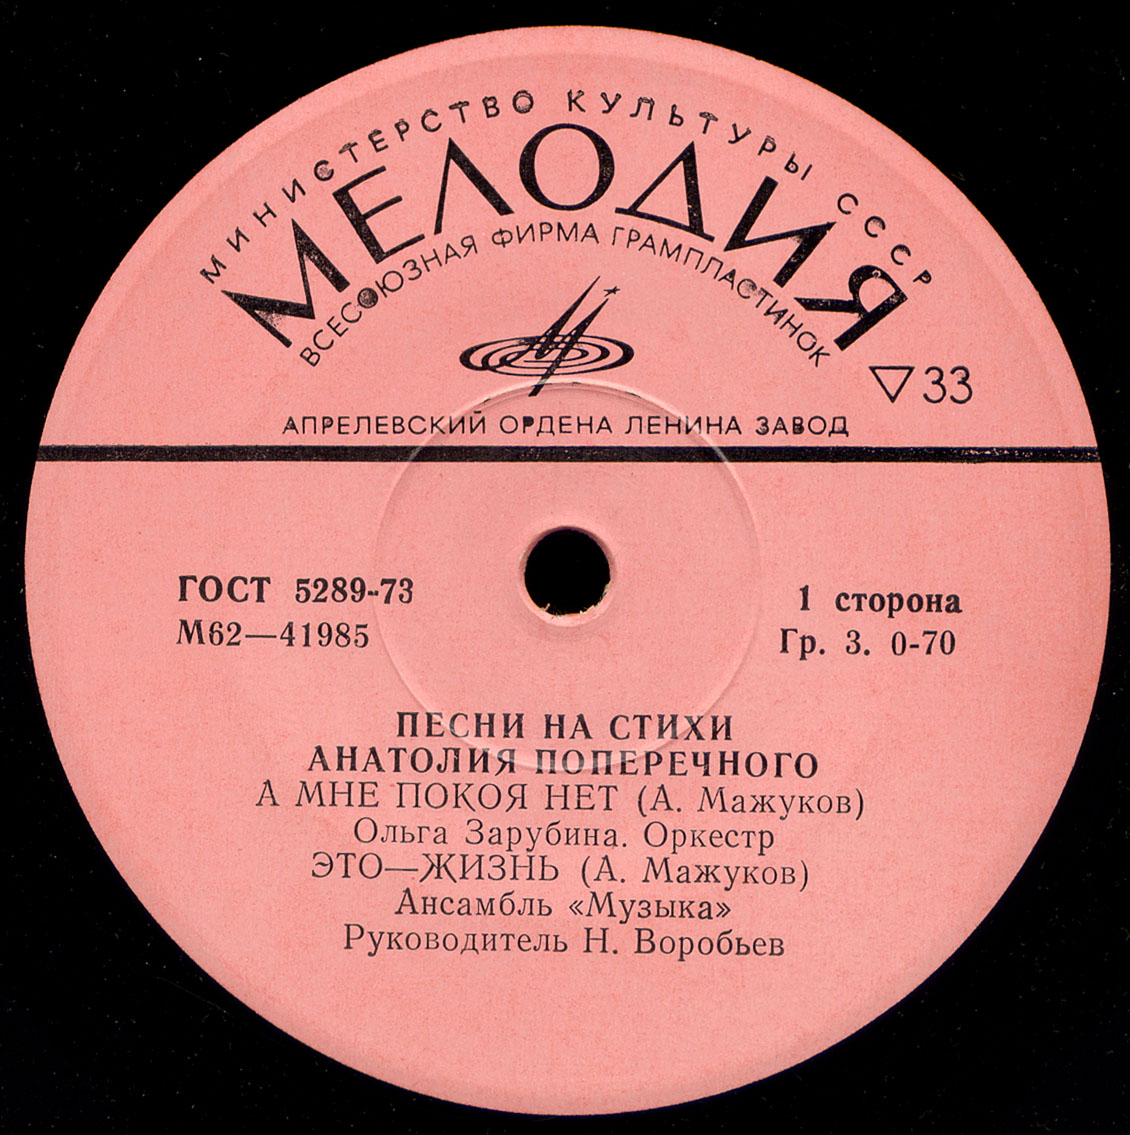 МИНИСТЕРСТВО КУЛЬТУРЫ СССР
МЕЛОДИЯ
ВСЕСОЮЗНАЯ ФИРМА ГРАМПЛАСТИНОК
▽33
АПРЕЛЕВСКИЙ ОРДЕНА ЛЕНИНА ЗАВОД
ГОСТ 5289-73
М62—41985
1 сторона
Гр. 3. 0-70
ПЕСНИ НА СТИХИ
АНАТОЛИЯ ПОПЕРЕЧНОГО
А МНЕ ПОКОЯ НЕТ (А. Мажуков)
Ольга Зарубина. Оркестр
ЭТО—ЖИЗНЬ (А. Мажуков)
Ансамбль «Музыка»
Руководитель Н. Воробьев